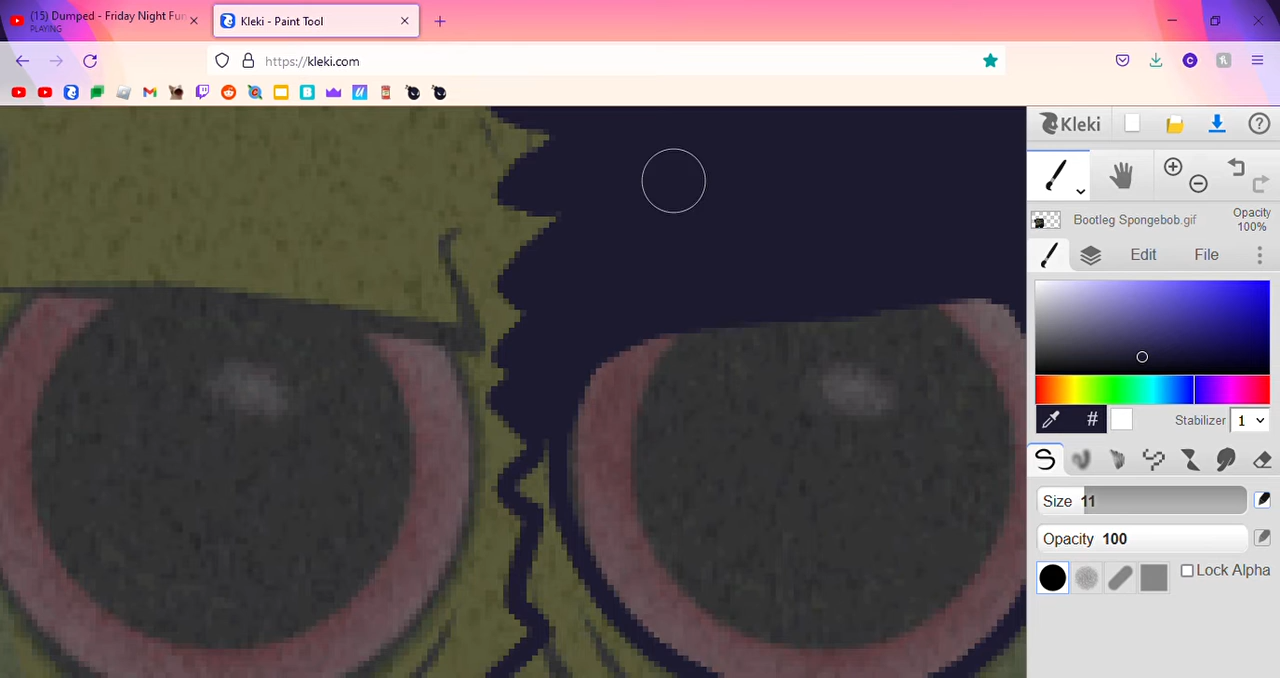 (15) Dumped - Friday Night Fun
PLAYING
Kleki - Paint Tool
https://kleki.com
Kleki
Bootleg Spongebob.gif
Opacity
100%
Edit
File
#
Stabilizer
1
Size 11
Opacity 100
Lock Alpha